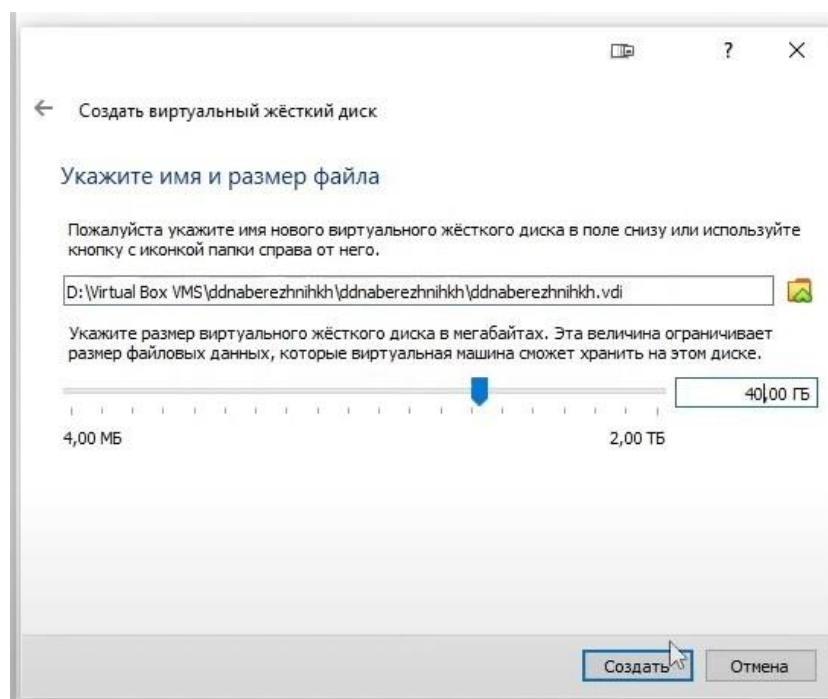 ?
Создать виртуальный жёсткий диск
Укажите имя и размер файла
Пожалуйста укажите имя нового виртуального жёсткого диска в поле снизу или используйте
кнопку с иконкой папки справа от него.
D:\Virtual Box VMS\ddnaberezhnihkh\ddnaberezhnihkh\ddnaberezhnihkh.vdi
Укажите размер виртуального жёсткого диска в мегабайтах. Эта величина ограничивает
размер файловых данных, которые виртуальная машина сможет хранить на этом диске.
40,00 ГБ
4,00 МБ 2,00 ТБ
Создать Отмена